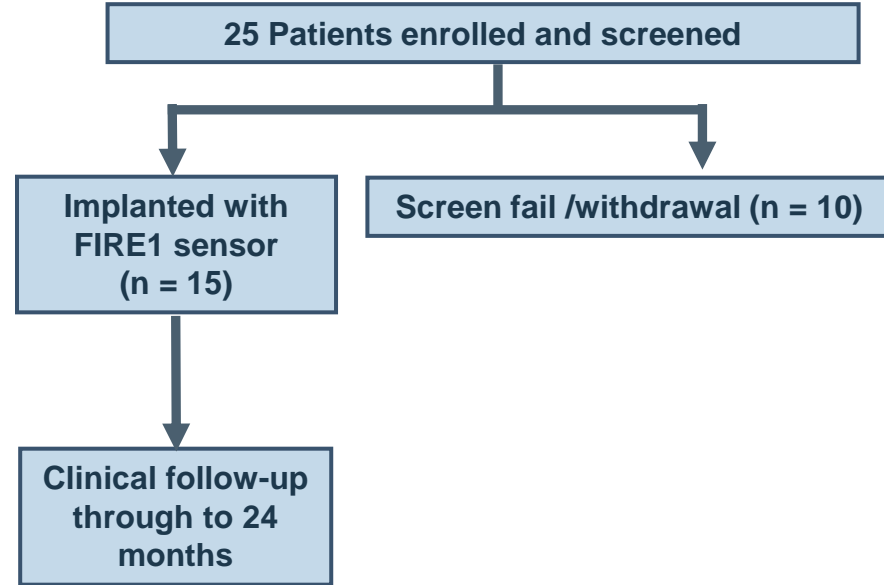 25 Patients enrolled and screened
Implanted with
FIRE1 sensor
(n = 15)
Screen fail /withdrawal (n = 10)
Clinical follow-up
through to 24
months